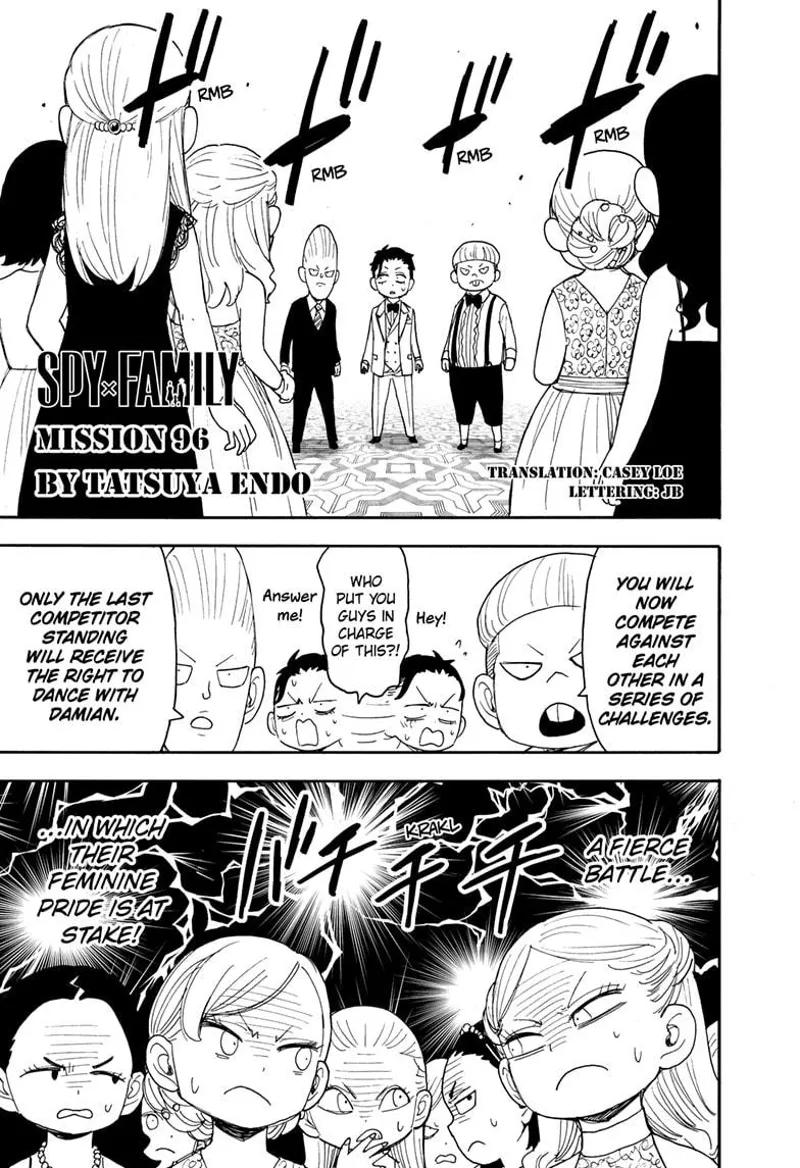 ドドドド
RMB
RMB
RMB
RMB
SPY×FAMILY
MISSION 96
BY TATSUYA ENDO
TRANSLATION: CASEY LOE
LETTERING: JB
YOU WILL
NOW
COMPETE
AGAINST
EACH
OTHER IN A
SERIES OF
CHALLENGES.
Hey!
WHO
PUT YOU
GUYS IN
CHARGE
OF THIS?!
Answer
me!
ONLY THE LAST
COMPETITOR
STANDING
WILL RECEIVE
THE RIGHT TO
DANCE WITH
DAMIAN.
A FIERCE
BATTLE...
バチチチ
KRAKL
...IN WHICH
THEIR
FEMININE
PRIDE IS AT
STAKE!